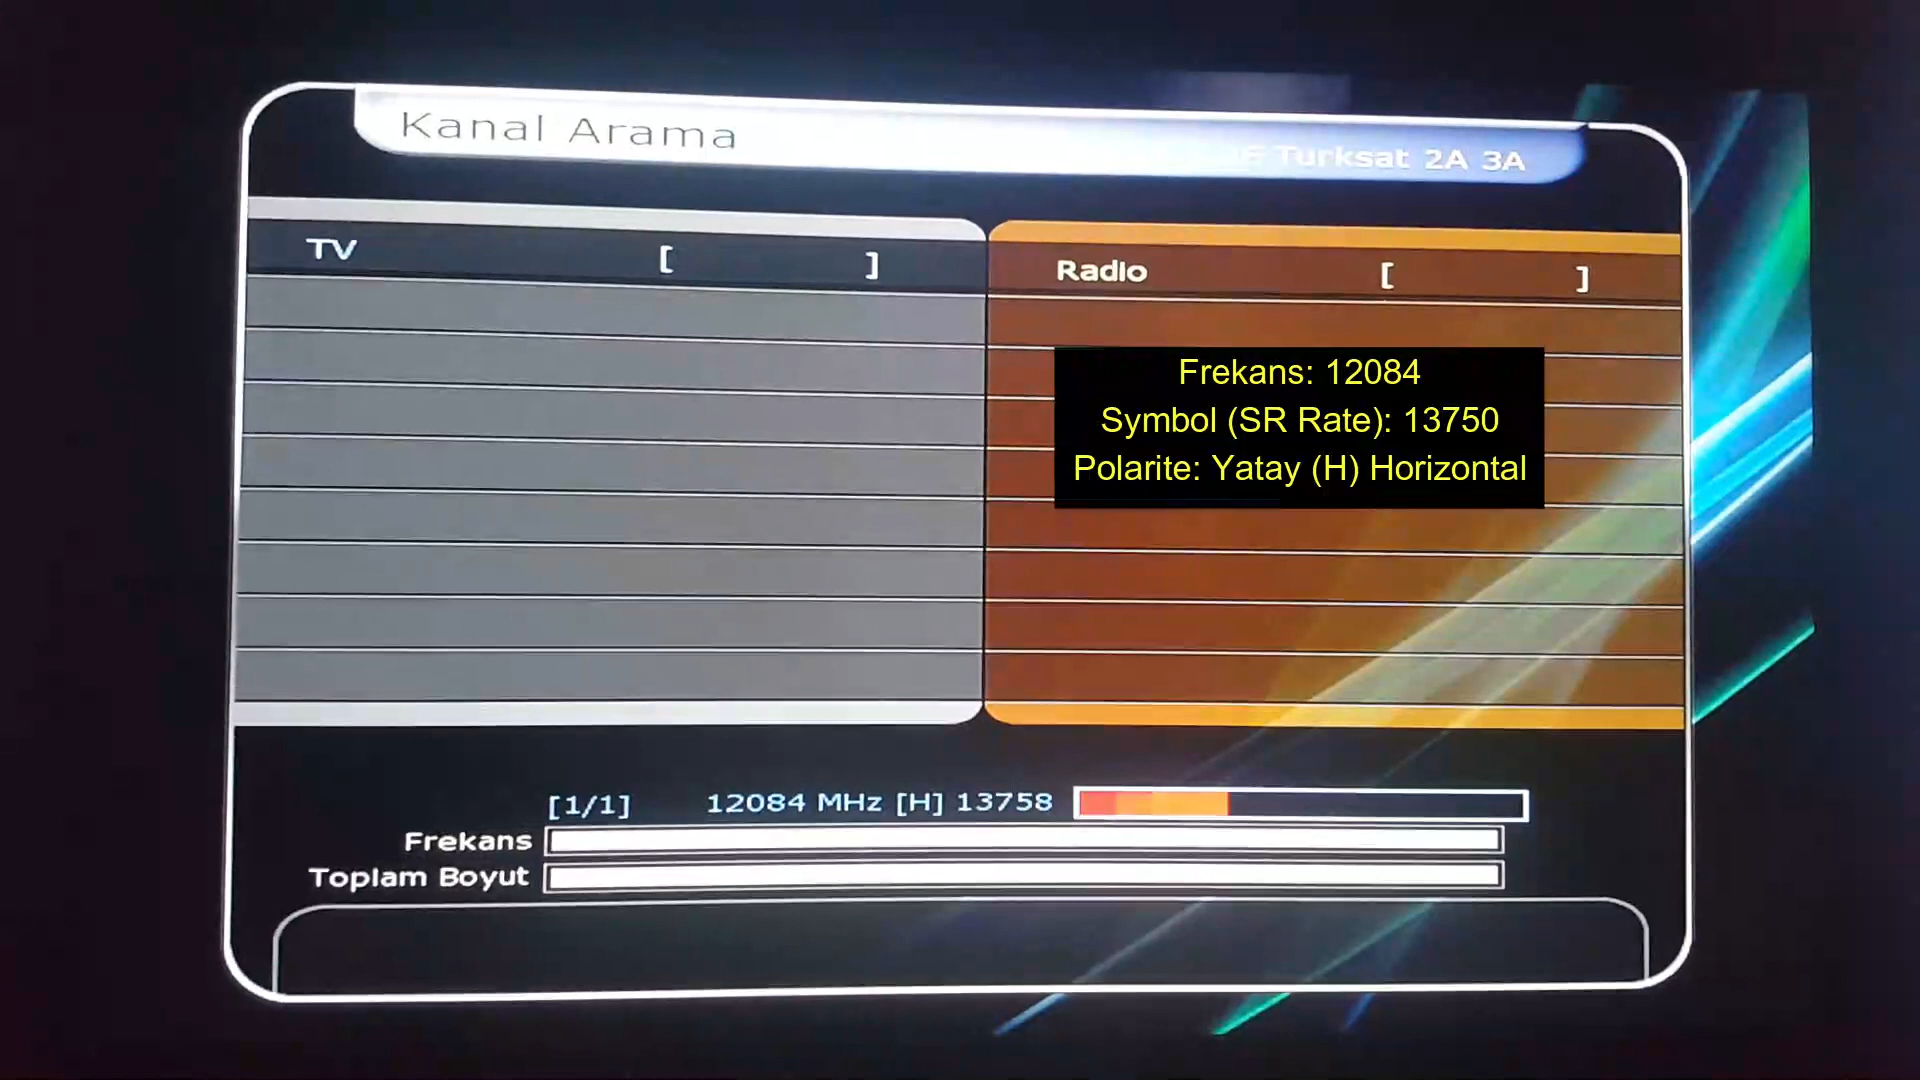 Kanal Arama
Turksat 2A 3A
TV [ ]
Radio [ ]
Frekans: 12084
Symbol (SR Rate): 13750
Polarite: Yatay (H) Horizontal
[1/1] 12084 MHz [H] 13758
Frekans
Toplam Boyut